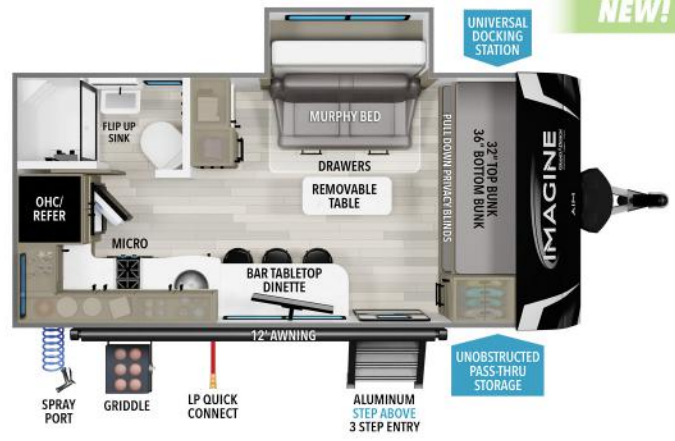 NEW!
UNIVERSAL
DOCKING
STATION
FLIP UP
SINK
MURPHY BED
DRAWERS
REMOVABLE
TABLE
PULL DOWN PRIVACY BLINDS
32" TOP BUNK
36" BOTTOM BUNK
IMAGINE
AIM
OHC/
REFER
MICRO
BAR TABLETOP
DINETTE
12' AWNING
SPRAY
PORT
GRIDDLE
LP QUICK
CONNECT
ALUMINUM
STEP ABOVE
3 STEP ENTRY
UNOBSTRUCTED
PASS-THRU
STORAGE